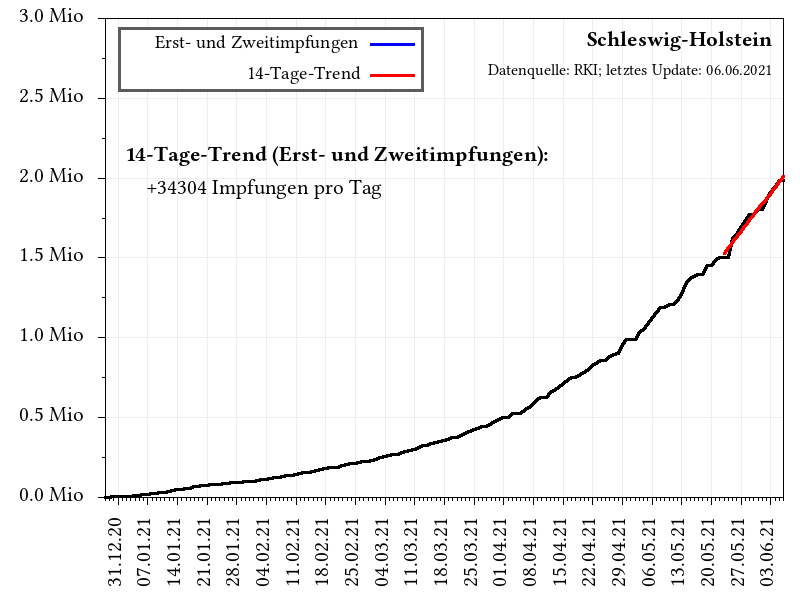 3.0 Mio
2.5 Mio
2.0 Mio
1.5 Mio
1.0 Mio
0.5 Mio
0.0 Mio
Erst- und Zweitimpfungen
14-Tage-Trend
Schleswig-Holstein
Datenquelle: RKI; letztes Update: 06.06.2021
14-Tage-Trend (Erst- und Zweitimpfungen):
+34304 Impfungen pro Tag
31.12.20
07.01.21
14.01.21
21.01.21
28.01.21
04.02.21
11.02.21
18.02.21
25.02.21
04.03.21
11.03.21
18.03.21
25.03.21
01.04.21
08.04.21
15.04.21
22.04.21
29.04.21
06.05.21
13.05.21
20.05.21
27.05.21
03.06.21